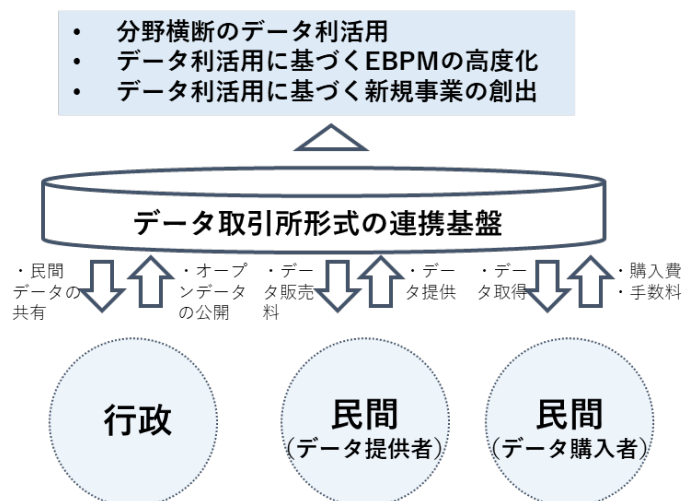 • 分野横断のデータ利活用
• データ利活用に基づくEBPMの高度化
• データ利活用に基づく新規事業の創出
データ取引所形式の連携基盤
・民間
データの
共有
・オープ
ンデータ
の公開
・デー
タ販売
料
・デー
タ提供
・デー
タ取得
・購入費
・手数料
行政
民間
(データ提供者)
民間
(データ購入者)